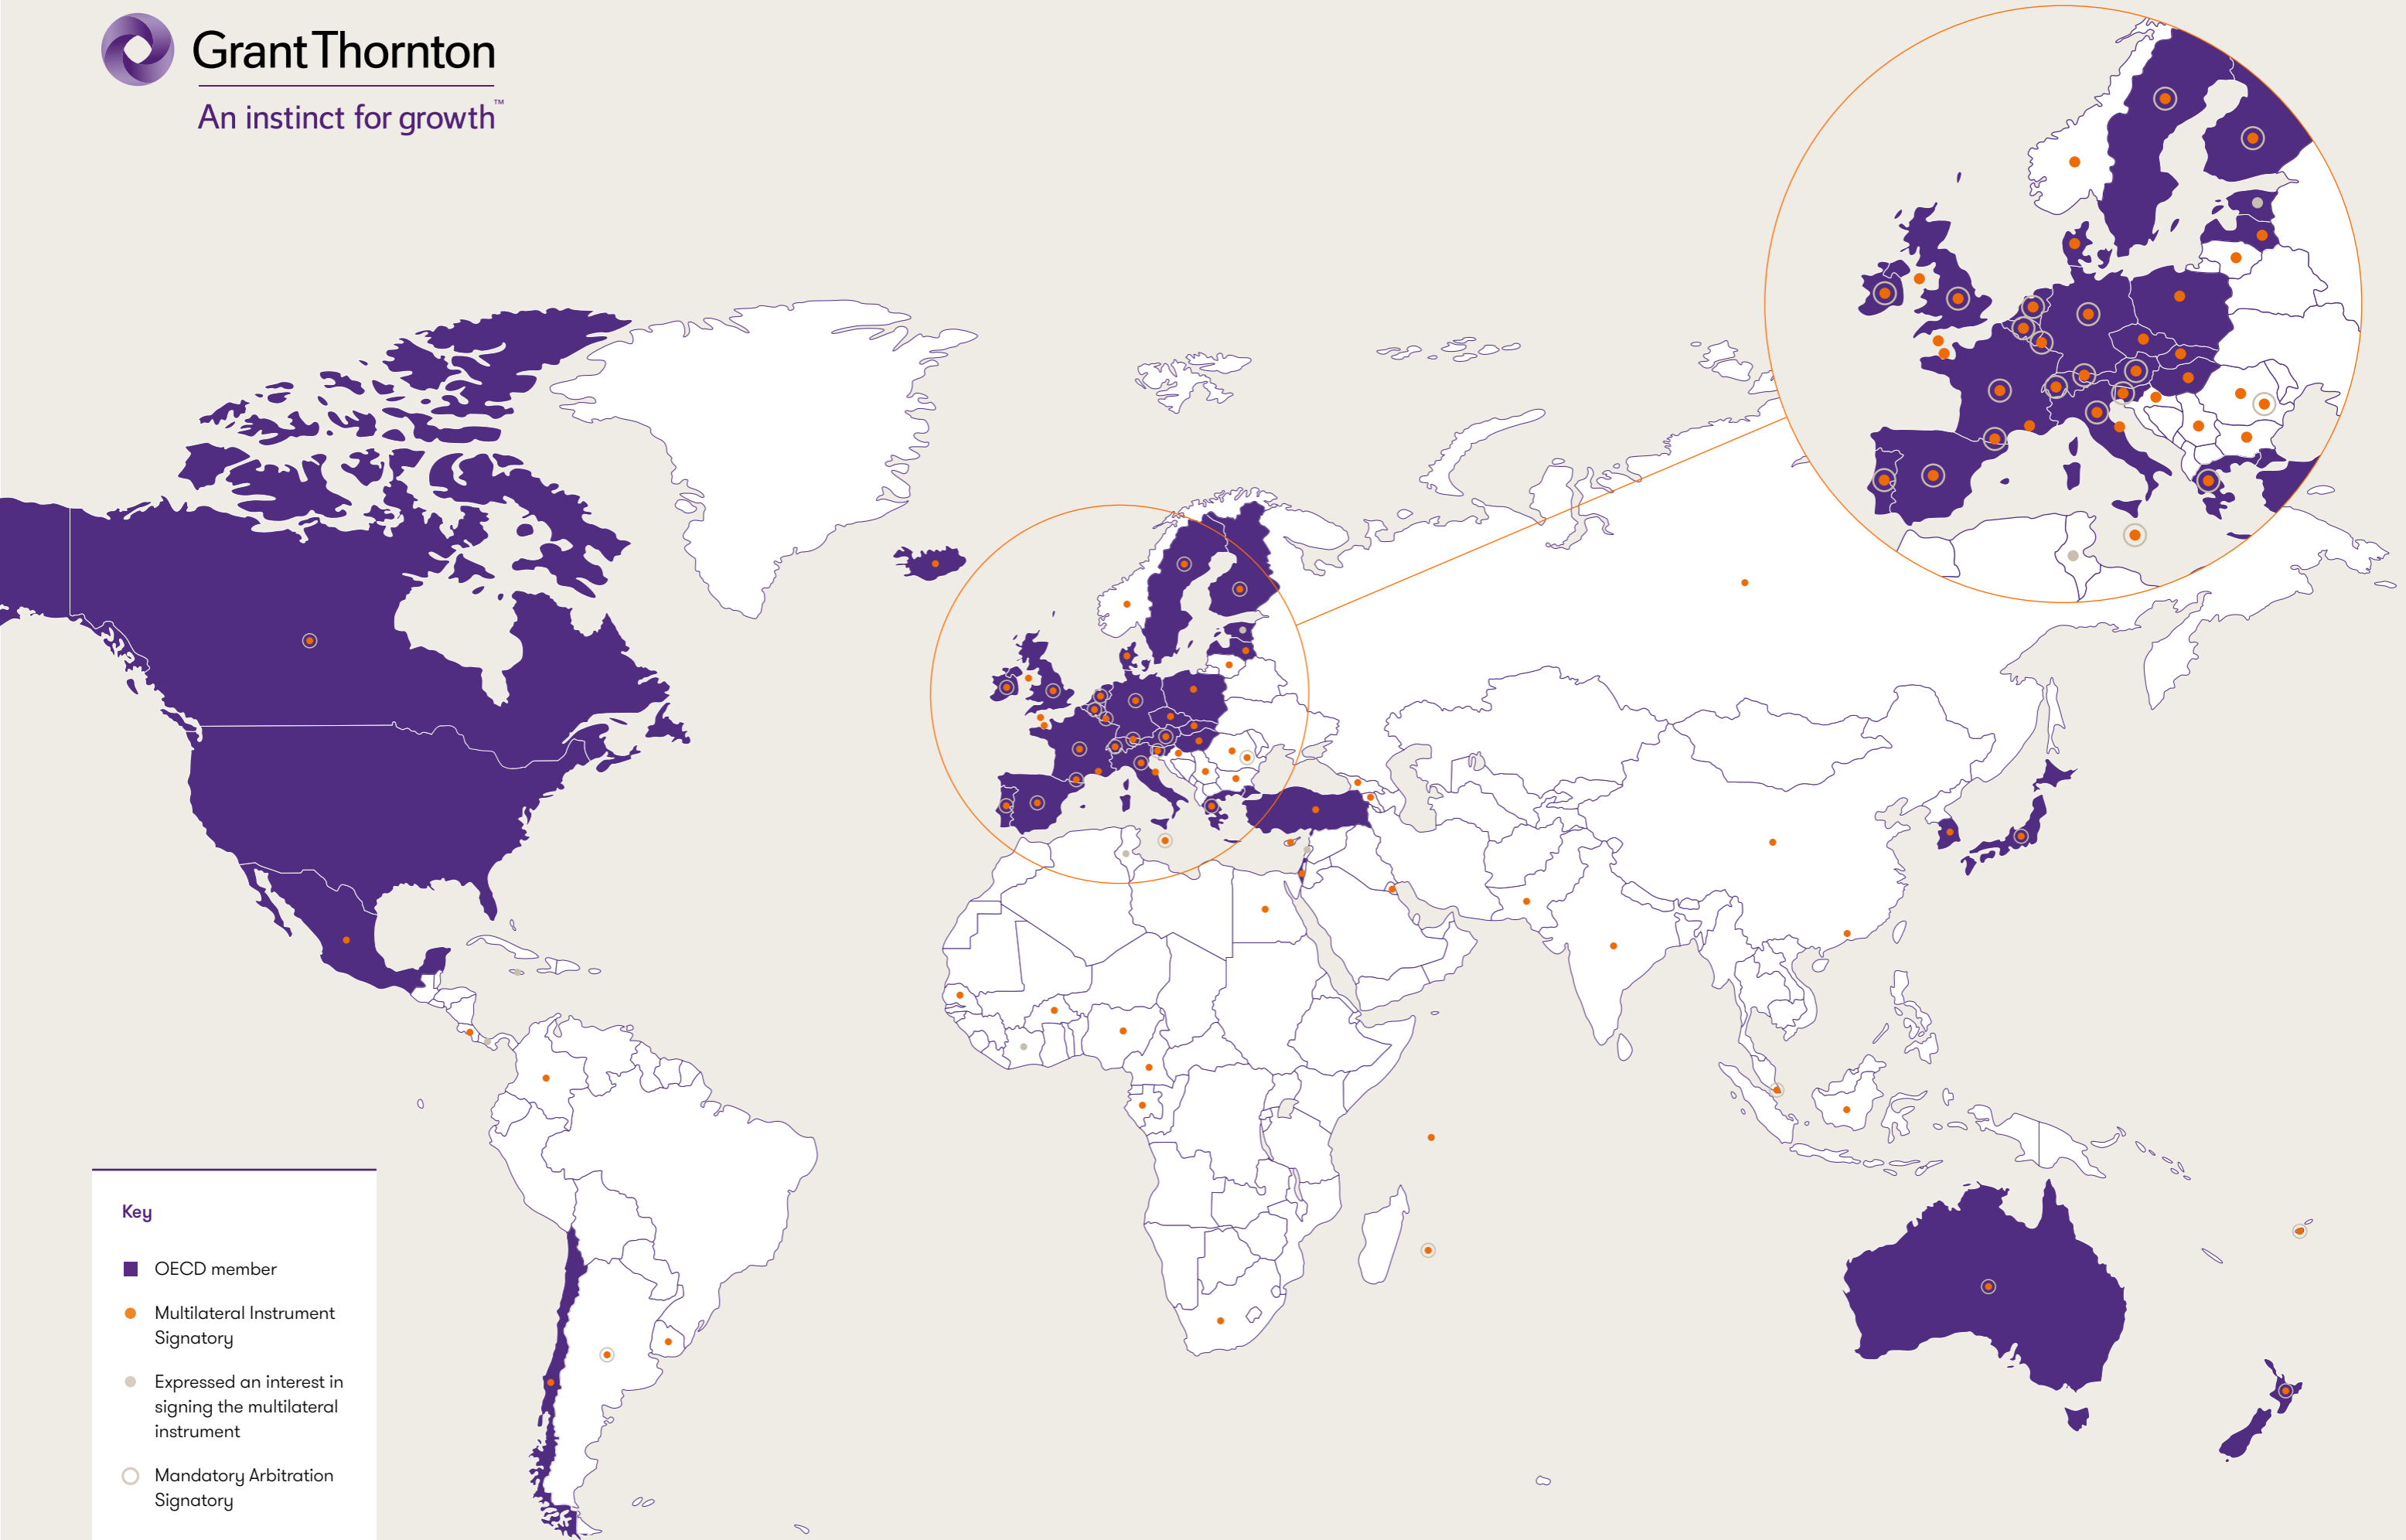 Grant Thornton
An instinct for growth™
Key
OECD member
Multilateral Instrument
Signatory
Expressed an interest in
signing the multilateral
instrument
Mandatory Arbitration
Signatory